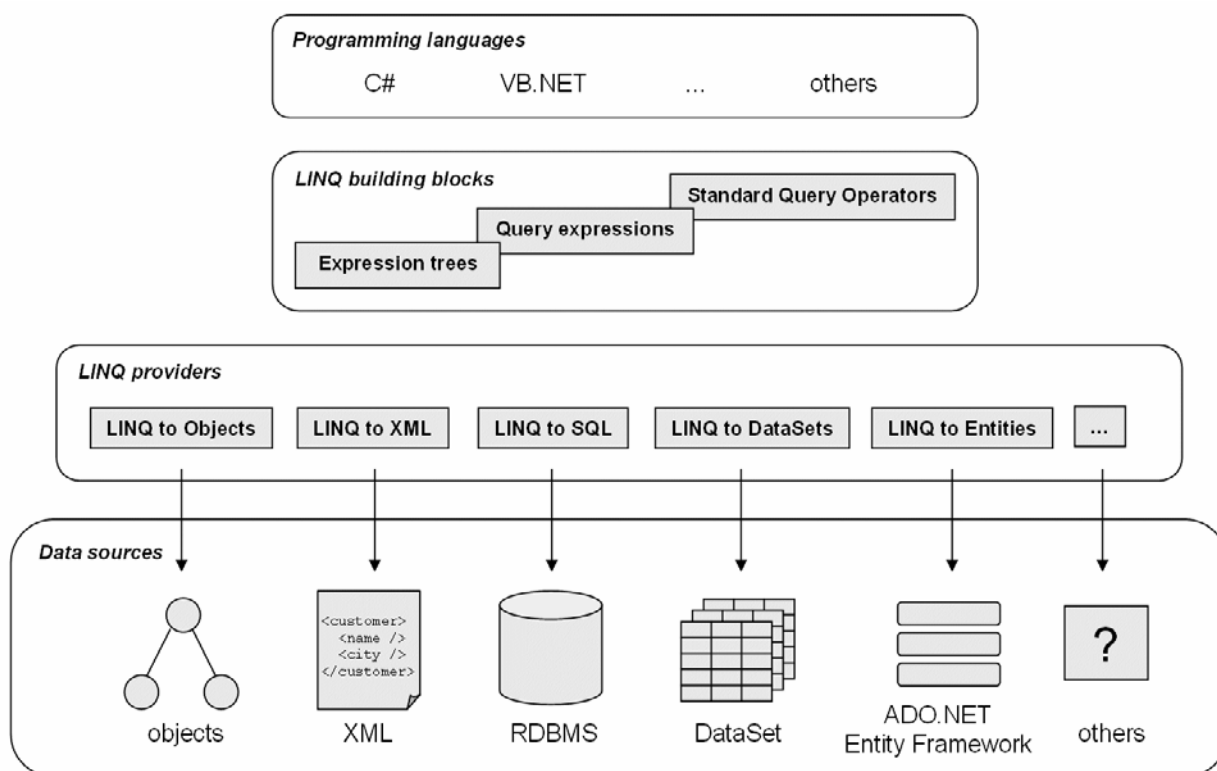 Programming languages
C# VB.NET ... others
LINQ building blocks
Standard Query Operators
Query expressions
Expression trees
LINQ providers
LINQ to Objects LINQ to XML LINQ to SQL LINQ to DataSets LINQ to Entities ...
Data sources
<customer>
<name />
<city />
</customer>
?
objects XML RDBMS DataSet ADO.NET
Entity Framework others